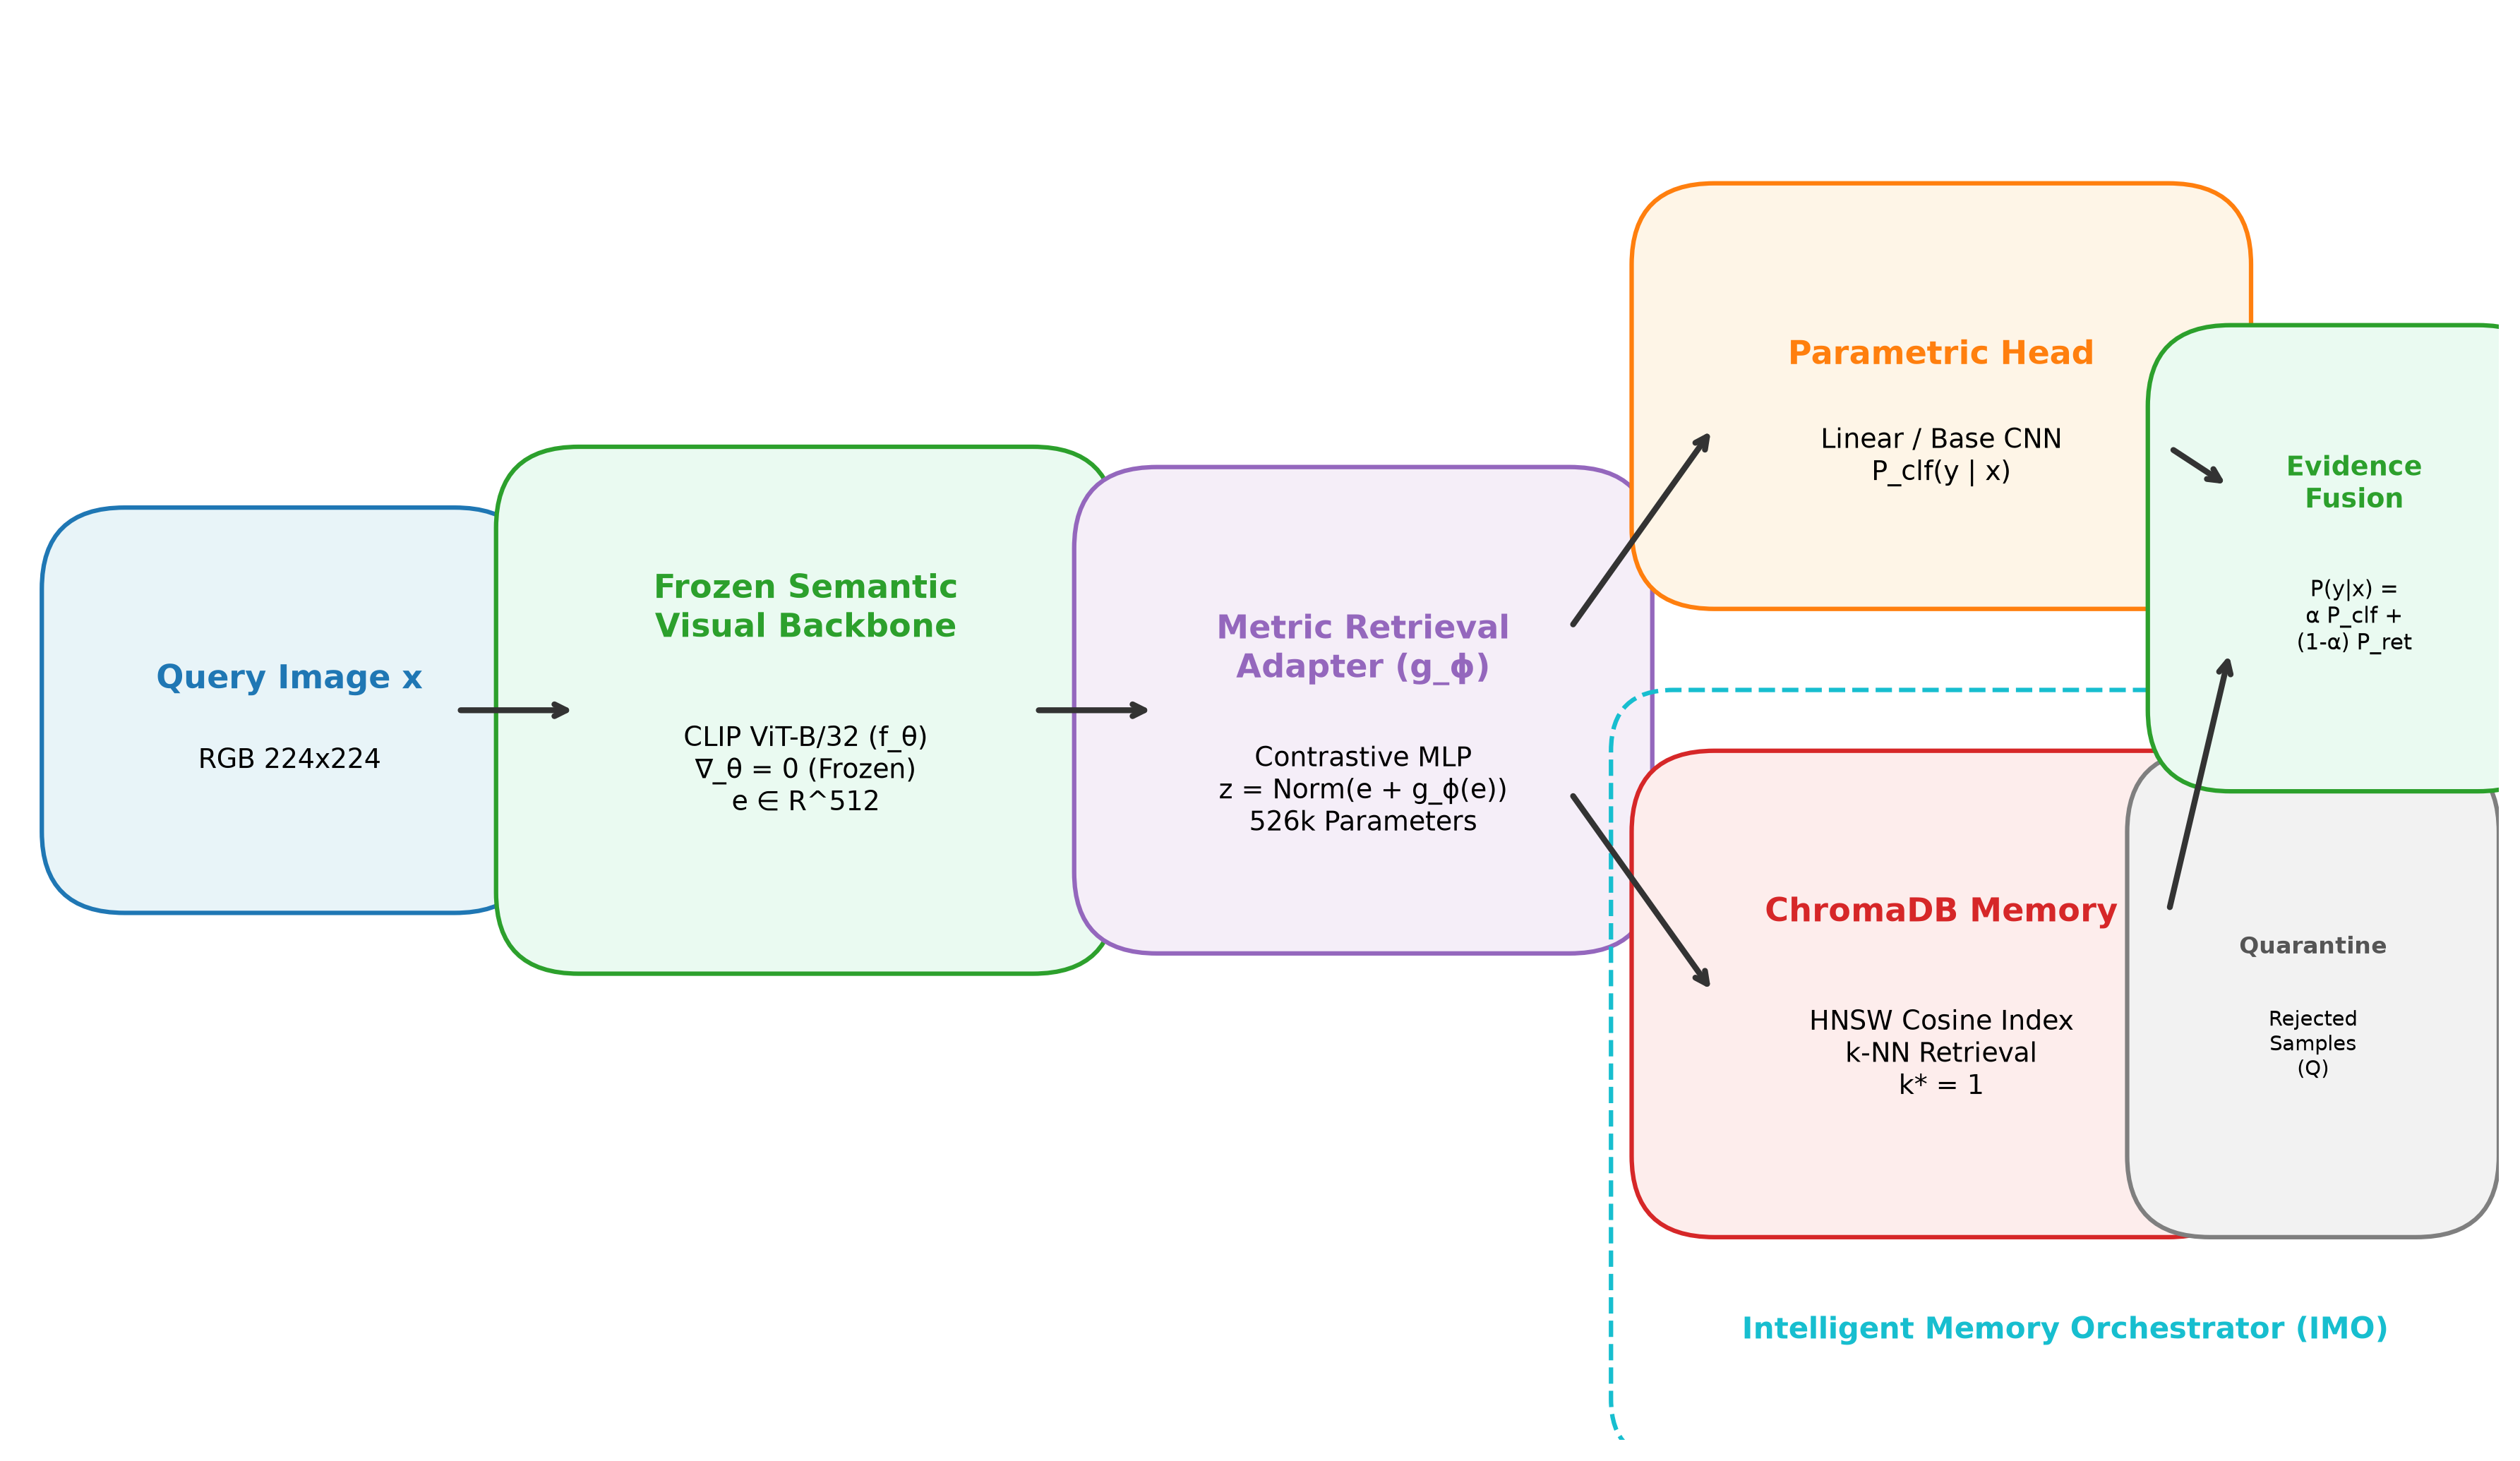 Query Image x
RGB 224x224
Frozen Semantic
Visual Backbone
CLIP ViT-B/32 (f_θ)
∇_θ = 0 (Frozen)
e ∈ R^512
Metric Retrieval
Adapter (g_ϕ)
Contrastive MLP
z = Norm(e + g_ϕ(e))
526k Parameters
Parametric Head
Linear / Base CNN
P_clf(y | x)
Evidence
Fusion
P(y|x) =
α P_clf +
(1-α) P_ret
ChromaDB Memory
HNSW Cosine Index
k-NN Retrieval
k* = 1
Quarantine
Rejected
Samples
(Q)
Intelligent Memory Orchestrator (IMO)